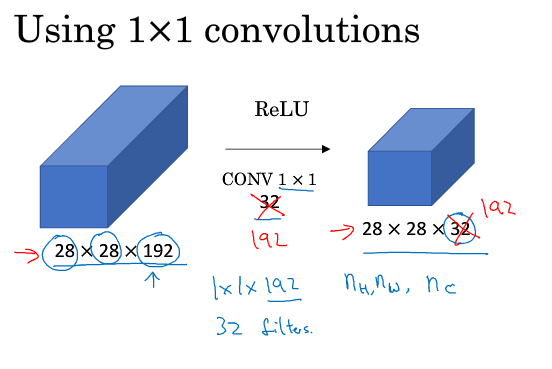 Using 1×1 convolutions
ReLU
CONV 1 × 1
32
192
28 × 28 × 192
28 × 28 × 32
192
1×1×192
32 filters.
nH, nW, nC